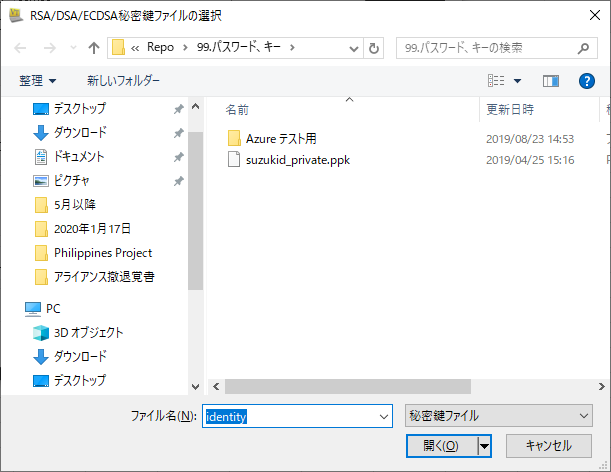 RSA/DSA/ECDSA秘密鍵ファイルの選択
« Repo › 99.パスワード、キー ›
99.パスワード、キーの検索
整理 新しいフォルダー
名前 更新日時
デスクトップ
ダウンロード
ドキュメント
ピクチャ
5月以降
2020年1月17日
Philippines Project
アライアンス撤退覚書
PC
3D オブジェクト
ダウンロード
デスクトップ
Azure テスト用 2019/08/23 14:53
suzukid_private.ppk 2019/04/25 15:16
ファイル名(N): identity
秘密鍵ファイル
開く(O) キャンセル